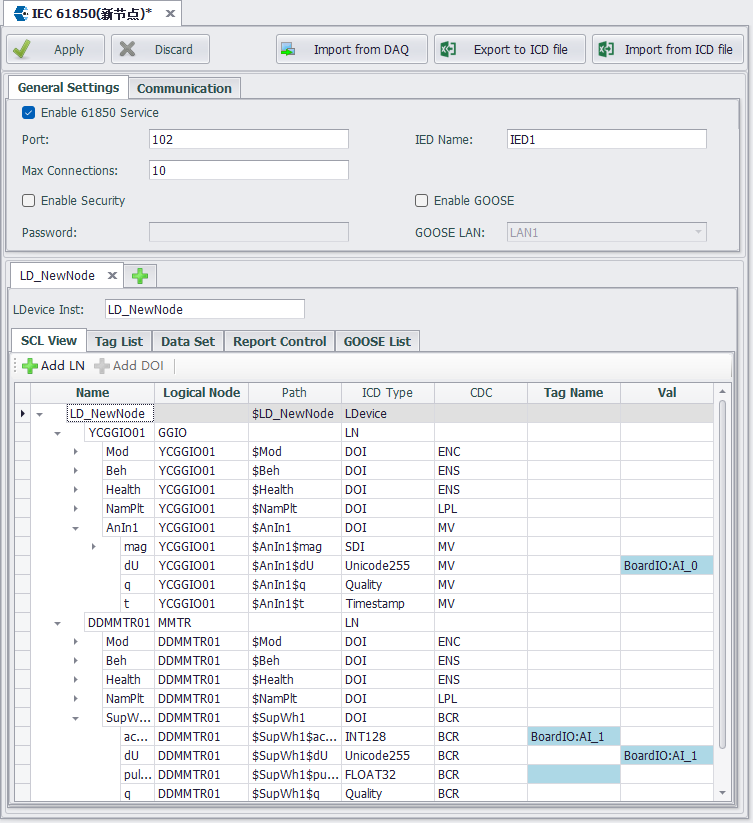 IEC 61850(新节点)*
Apply Discard Import from DAQ Export to ICD file Import from ICD file
General Settings Communication
Enable 61850 Service
Port: 102 IED Name: IED1
Max Connections: 10
Enable Security Enable GOOSE
Password: GOOSE LAN: LAN1
LD_NewNode
LDevice Inst: LD_NewNode
SCL View Tag List Data Set Report Control GOOSE List
Add LN Add DOI
Name Logical Node Path ICD Type CDC Tag Name Val
LD_NewNode $LD_NewNode LDevice
YCGGIO01 GGIO LN
Mod YCGGIO01 $Mod DOI ENC
Beh YCGGIO01 $Beh DOI ENS
Health YCGGIO01 $Health DOI ENS
NamPlt YCGGIO01 $NamPlt DOI LPL
AnIn1 YCGGIO01 $AnIn1 DOI MV
mag YCGGIO01 $AnIn1$mag SDI MV
dU YCGGIO01 $AnIn1$dU Unicode255 MV BoardIO:AI_0
q YCGGIO01 $AnIn1$q Quality MV
t YCGGIO01 $AnIn1$t Timestamp MV
DDMMTR01 MMTR LN
Mod DDMMTR01 $Mod DOI ENC
Beh DDMMTR01 $Beh DOI ENS
Health DDMMTR01 $Health DOI ENS
NamPlt DDMMTR01 $NamPlt DOI LPL
SupW... DDMMTR01 $SupWh1 DOI BCR
ac... DDMMTR01 $SupWh1$ac... INT128 BCR BoardIO:AI_1
dU DDMMTR01 $SupWh1$dU Unicode255 BCR BoardIO:AI_1
pul... DDMMTR01 $SupWh1$pu... FLOAT32 BCR
q DDMMTR01 $SupWh1$q Quality BCR